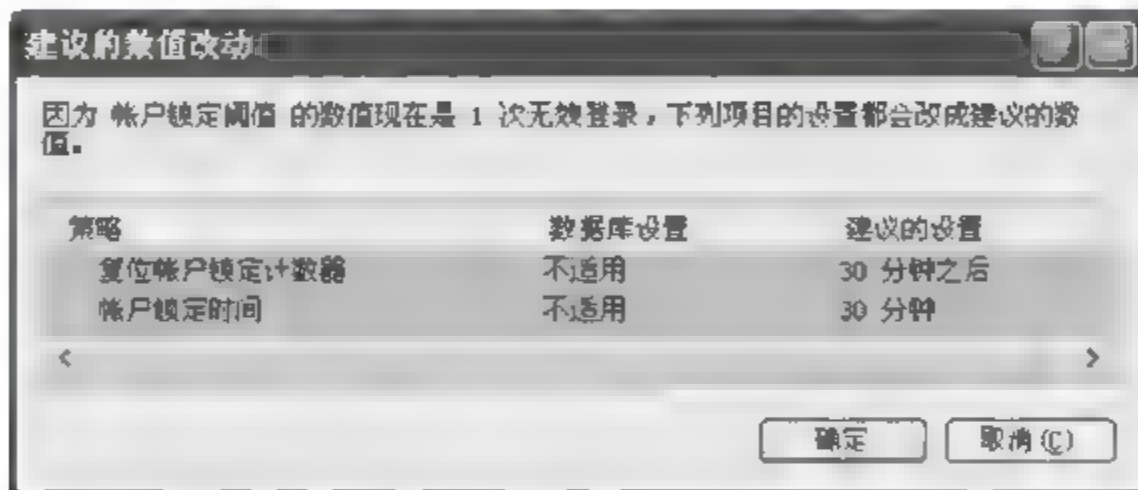 建议的数值改动
因为 帐户锁定阈值 的数值现在是 1 次无效登录，下列项目的设置都会改成建议的数
值。
策略 数据库设置 建议的设置
复位帐户锁定计数器 不适用 30 分钟之后
帐户锁定时间 不适用 30 分钟
确定 取消(C)